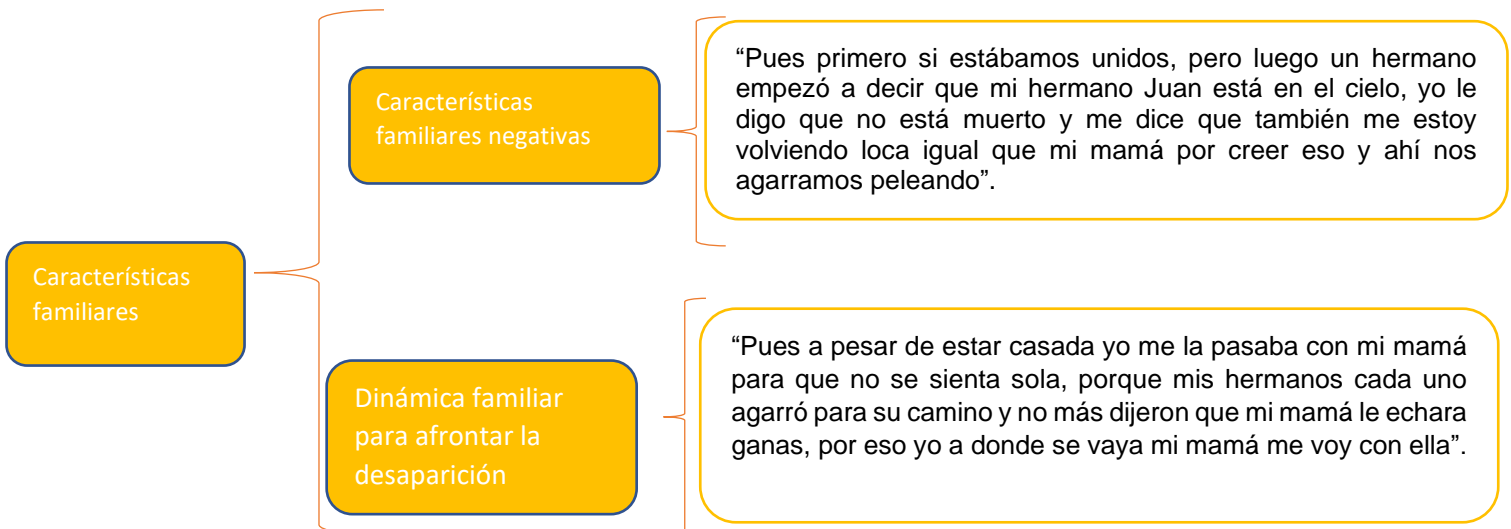 Características
familiares
Características
familiares negativas
“Pues primero si estábamos unidos, pero luego un hermano
empezó a decir que mi hermano Juan está en el cielo, yo le
digo que no está muerto y me dice que también me estoy
volviendo loca igual que mi mamá por creer eso y ahí nos
agarramos peleando”.
Dinámica familiar
para afrontar la
desaparición
“Pues a pesar de estar casada yo me la pasaba con mi mamá
para que no se sienta sola, porque mis hermanos cada uno
agarró para su camino y no más dijeron que mi mamá le echara
ganas, por eso yo a donde se vaya mi mamá me voy con ella”.